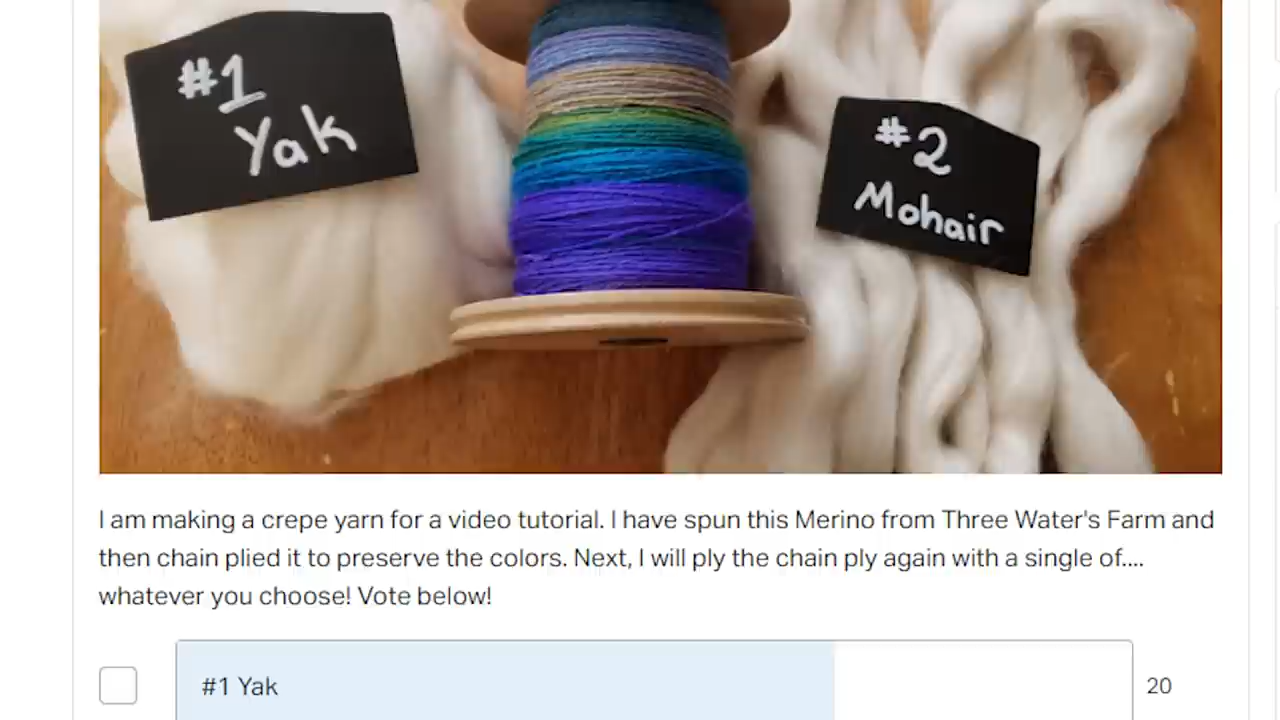 #1
Yak
#2
Mohair
I am making a crepe yarn for a video tutorial. I have spun this Merino from Three Water's Farm and
then chain plied it to preserve the colors. Next, I will ply the chain ply again with a single of....
whatever you choose! Vote below!
#1 Yak 20